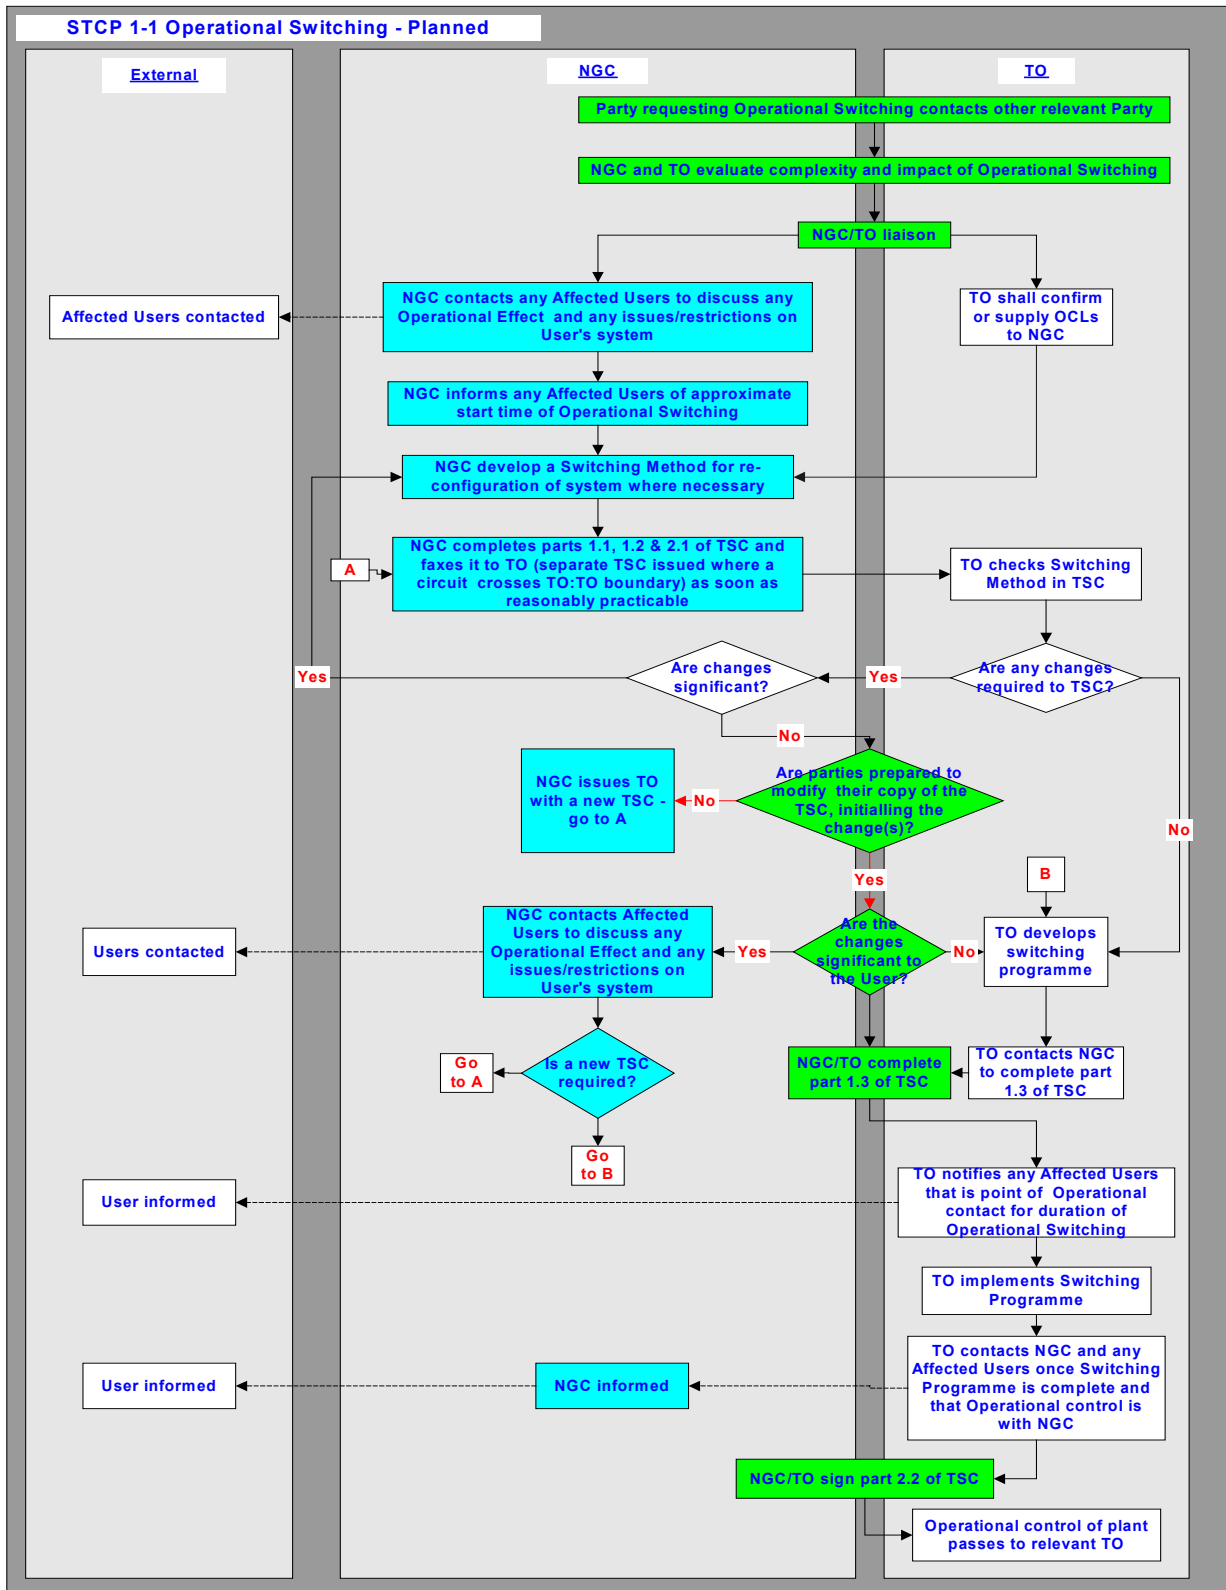 STCP 1-1 Operational Switching - Planned
External
NGC
TO
Party requesting Operational Switching contacts other relevant Party
NGC and TO evaluate complexity and impact of Operational Switching
NGC/TO liaison
Affected Users contacted
NGC contacts any Affected Users to discuss any
Operational Effect and any issues/restrictions on
User's system
TO shall confirm
or supply OCLs
to NGC
NGC informs any Affected Users of approximate
start time of Operational Switching
NGC develop a Switching Method for re-
configuration of system where necessary
A
NGC completes parts 1.1, 1.2 & 2.1 of TSC and
faxes it to TO (separate TSC issued where a
circuit crosses TO:TO boundary) as soon as
reasonably practicable
TO checks Switching
Method in TSC
Yes
Are changes
significant?
Yes
Are any changes
required to TSC?
No
NGC issues TO
with a new TSC -
go to A
No
Are parties prepared to
modify their copy of the
TSC, initialling the
change(s)?
No
Yes
B
Users contacted
NGC contacts Affected
Users to discuss any
Operational Effect and any
issues/restrictions on
User's system
Yes
Are the
changes
significant to
the User?
No
TO develops
switching
programme
Go
to A
Is a new TSC
required?
NGC/TO complete
part 1.3 of TSC
TO contacts NGC
to complete part
1.3 of TSC
Go
to B
User informed
TO notifies any Affected Users
that is point of Operational
contact for duration of
Operational Switching
TO implements Switching
Programme
User informed
NGC informed
TO contacts NGC and any
Affected Users once Switching
Programme is complete and
that Operational control is
with NGC
NGC/TO sign part 2.2 of TSC
Operational control of plant
passes to relevant TO